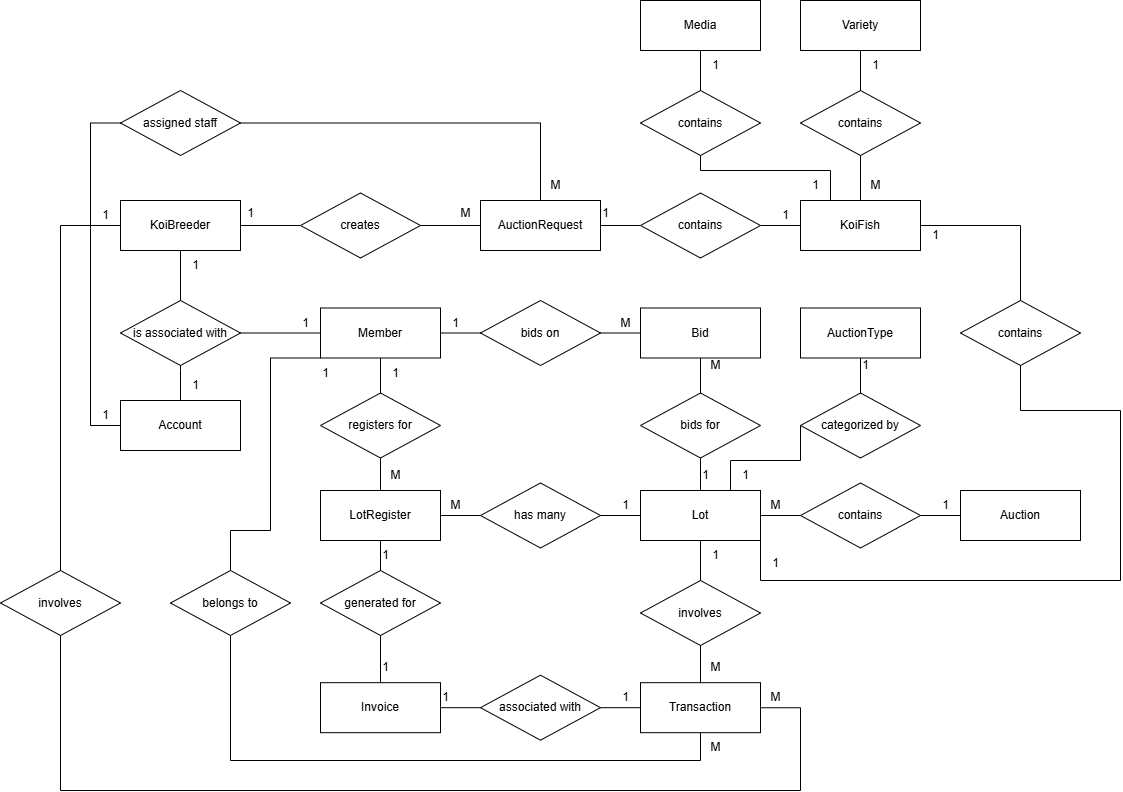 Media
Variety
1
1
assigned staff
contains
contains
M
1
M
1
KoiBreeder
1
creates
M
AuctionRequest
1
contains
1
KoiFish
1
1
is associated with
1
Member
1
bids on
M
Bid
AuctionType
contains
1
1
1
M
1
1
Account
registers for
bids for
categorized by
M
1
1
LotRegister
M
has many
1
Lot
M
contains
1
Auction
1
1
1
involves
belongs to
generated for
involves
1
M
Invoice
1
associated with
1
Transaction
M
M